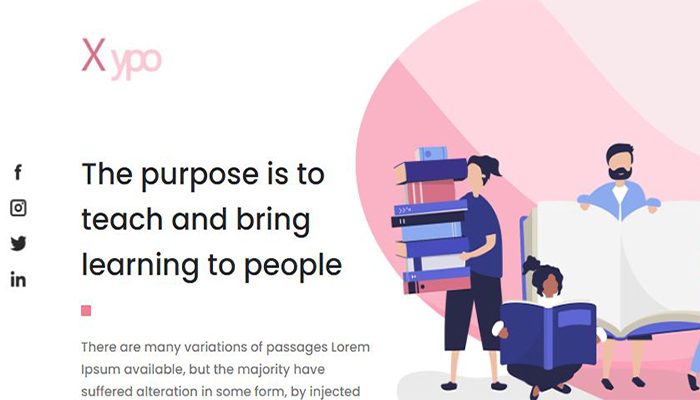 Xypo
The purpose is to
teach and bring
learning to people
There are many variations of passages Lorem
Ipsum available, but the majority have
suffered alteration in some form, by injected